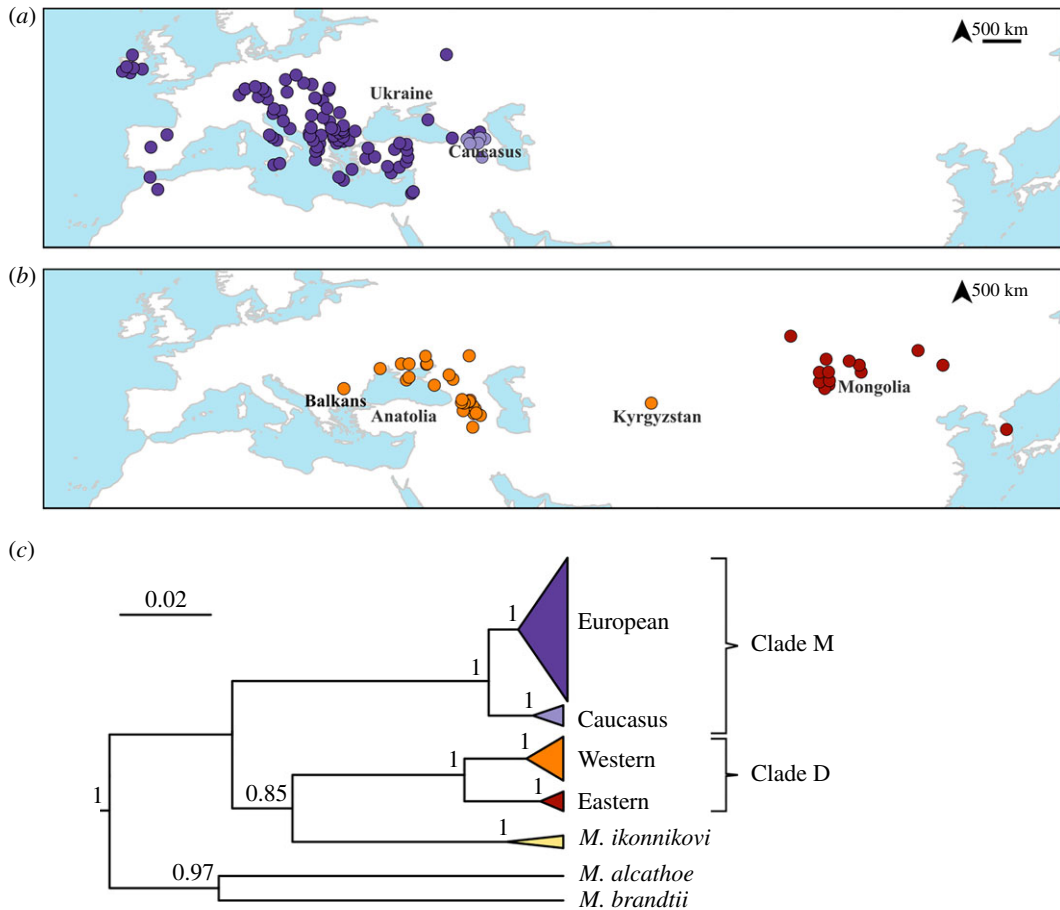 (a)
500 km
Ukraine
Caucasus
(b)
500 km
Balkans
Anatolia
Kyrgyzstan
Mongolia
(c)
0.02
1
European
Clade M
1
1
Caucasus
1
1
Western
Clade D
1
1
Eastern
0.85
1
M. ikonnikovi
0.97
M. alcathoe
M. brandtii